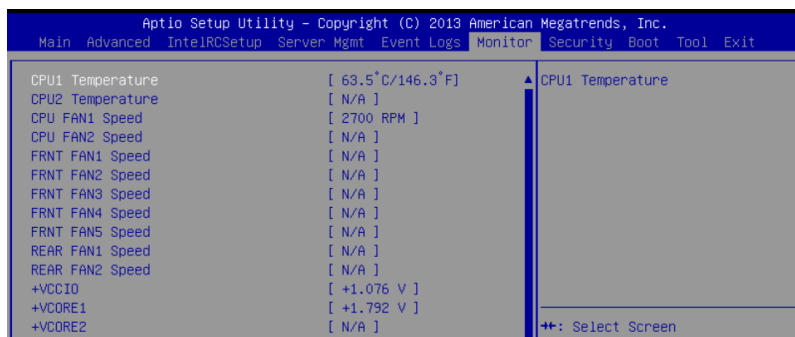 Aptio Setup Utility – Copyright (C) 2013 American Megatrends, Inc.
Main Advanced IntelRCSetup Server Mgmt Event Logs Monitor Security Boot Tool Exit
CPU1 Temperature [ 63.5°C/146.3°F] ▲ CPU1 Temperature
CPU2 Temperature [ N/A ]
CPU FAN1 Speed [ 2700 RPM ]
CPU FAN2 Speed [ N/A ]
FRNT FAN1 Speed [ N/A ]
FRNT FAN2 Speed [ N/A ]
FRNT FAN3 Speed [ N/A ]
FRNT FAN4 Speed [ N/A ]
FRNT FAN5 Speed [ N/A ]
REAR FAN1 Speed [ N/A ]
REAR FAN2 Speed [ N/A ]
+VCCIO [ +1.076 V ]
+VCORE1 [ +1.792 V ]
+VCORE2 [ N/A ] →←: Select Screen